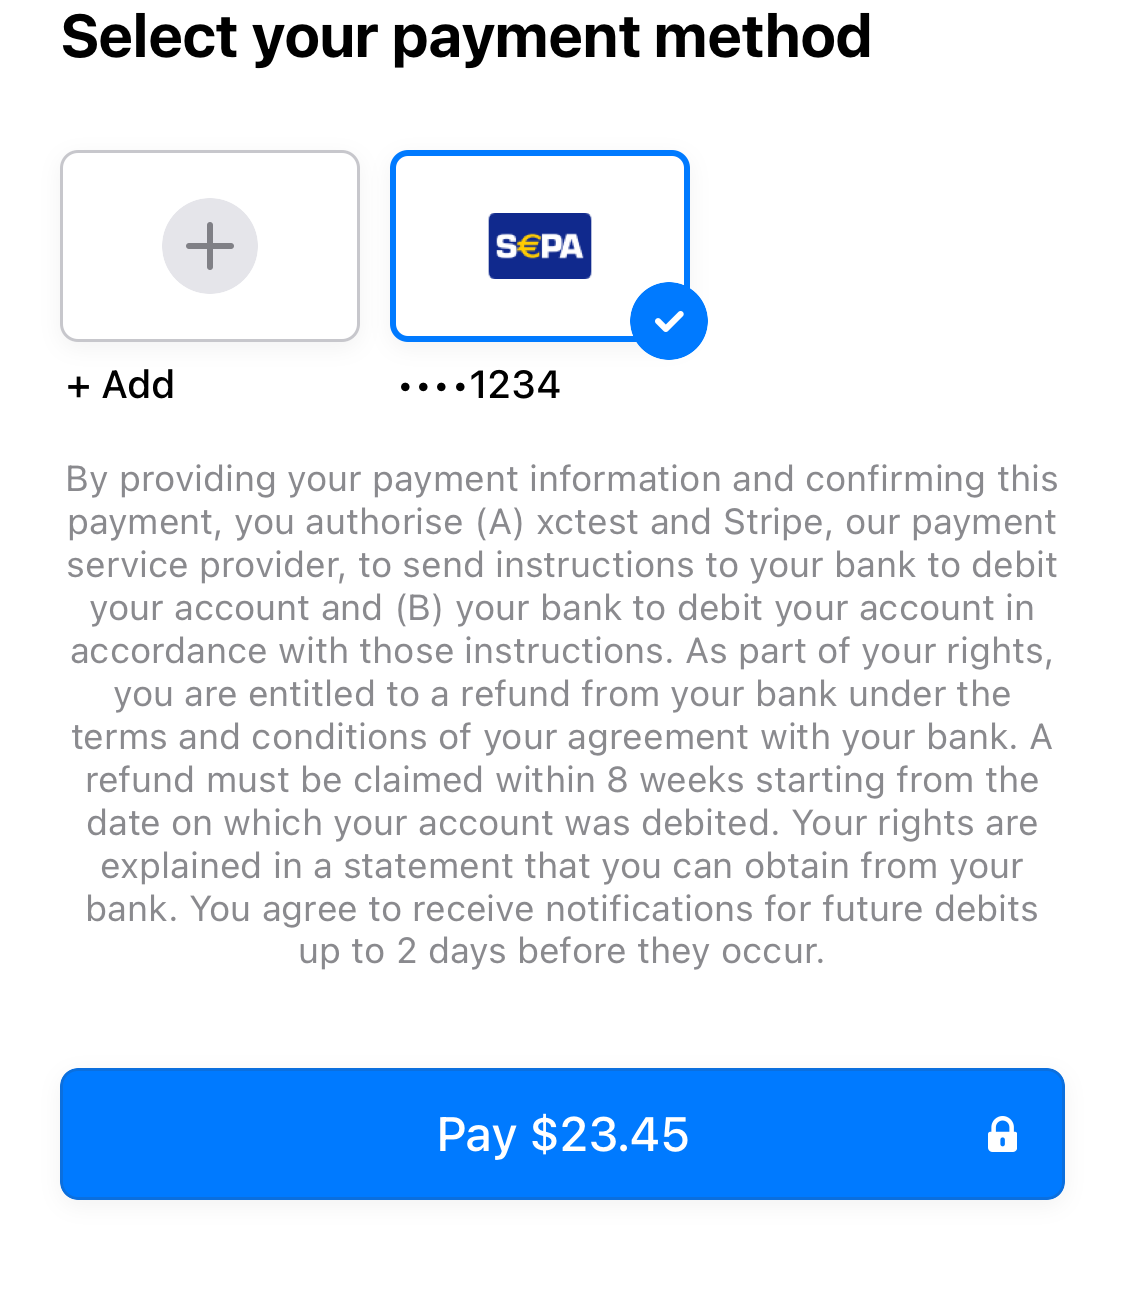 Select your payment method
S€PA
+ Add
••••1234
By providing your payment information and confirming this
payment, you authorise (A) xctest and Stripe, our payment
service provider, to send instructions to your bank to debit
your account and (B) your bank to debit your account in
accordance with those instructions. As part of your rights,
you are entitled to a refund from your bank under the
terms and conditions of your agreement with your bank. A
refund must be claimed within 8 weeks starting from the
date on which your account was debited. Your rights are
explained in a statement that you can obtain from your
bank. You agree to receive notifications for future debits
up to 2 days before they occur.
Pay $23.45